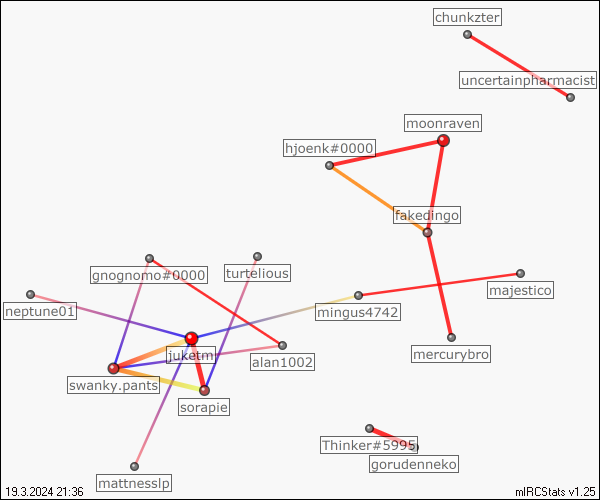 chunkzter
uncertainpharmacist
moonraven
hjoenk#0000
fakedingo
gnognomo#0000
turtelious
majestico
neptune01
mingus4742
juketm
alan1002
mercurybro
swanky.pants
sorapie
Thinker#5995
gorudenneko
mattnesslp
19.3.2024 21:36
mIRCStats v1.25